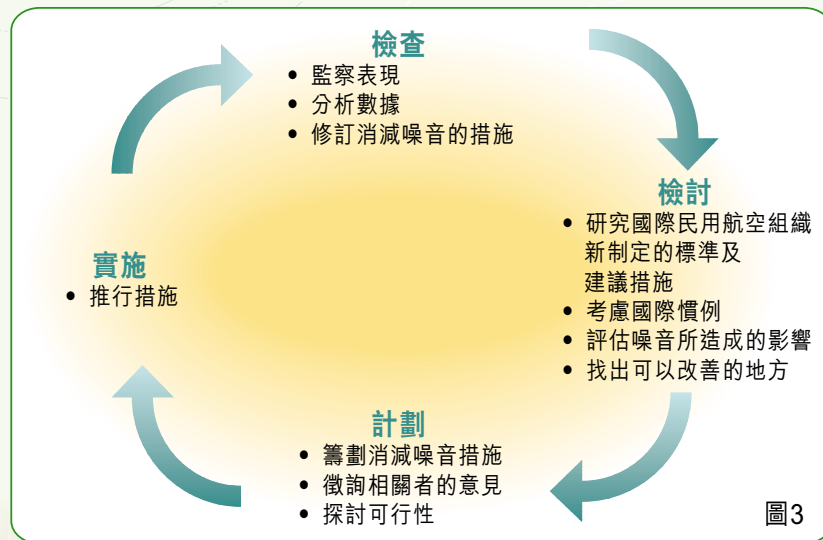 檢查
• 監察表現
• 分析數據
• 修訂消減噪音的措施
檢討
• 研究國際民用航空組織
新制定的標準及
建議措施
• 考慮國際慣例
• 評估噪音所造成的影響
• 找出可以改善的地方
計劃
• 籌劃消減噪音措施
• 徵詢相關者的意見
• 探討可行性
實施
• 推行措施
圖3